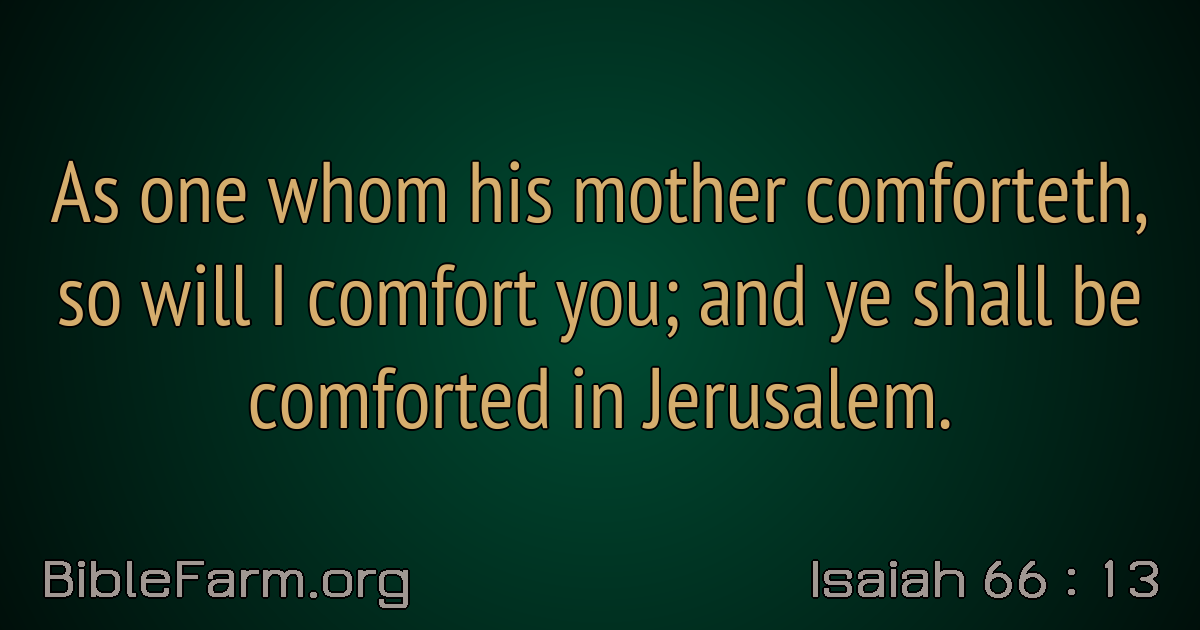 As one whom his mother comforteth,
so will I comfort you; and ye shall be
comforted in Jerusalem.
BibleFarm.org
Isaiah 66 : 13